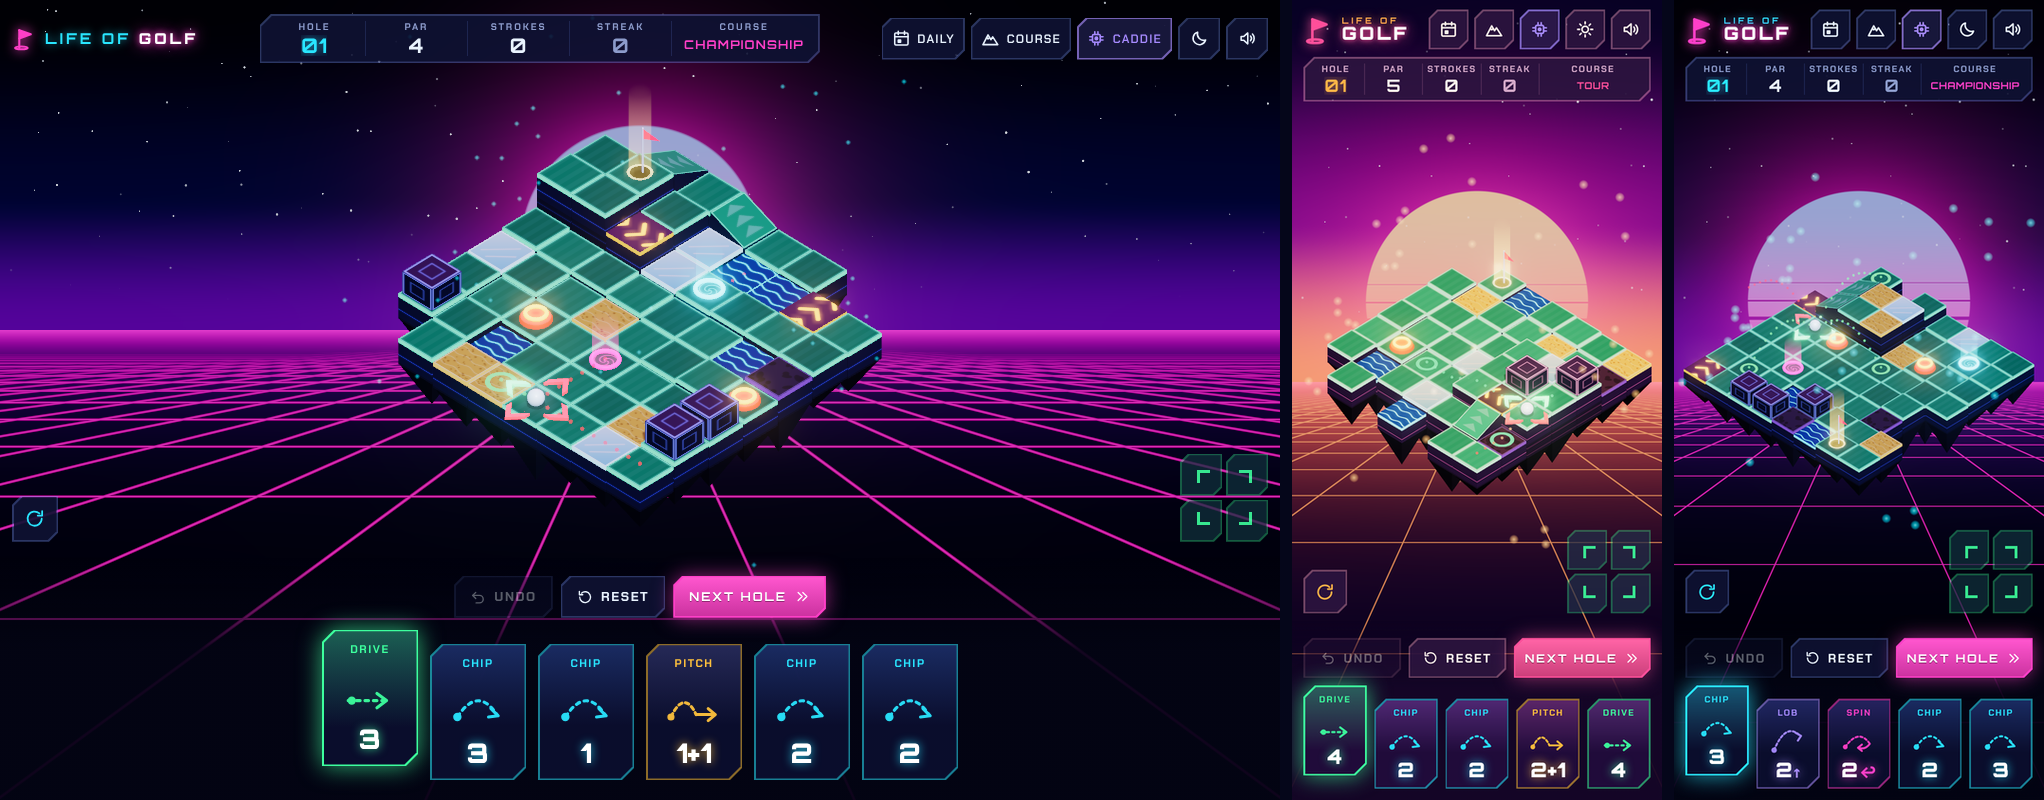 LIFE OF GOLF
HOLE PAR STROKES STREAK COURSE
01 4 0 0 CHAMPIONSHIP
DAILY COURSE CADDIE
UNDO RESET NEXT HOLE
DRIVE CHIP CHIP PITCH CHIP CHIP
3 3 1 1+1 2 2
LIFE OF
GOLF
HOLE PAR STROKES STREAK COURSE
01 5 0 0 TOUR
UNDO RESET NEXT HOLE
DRIVE CHIP CHIP PITCH DRIVE
4 2 2 2+1 4
LIFE OF
GOLF
HOLE PAR STROKES STREAK COURSE
01 4 0 0 CHAMPIONSHIP
UNDO RESET NEXT HOLE
CHIP LOB SPIN CHIP CHIP
3 2↑ 2↩ 2 3